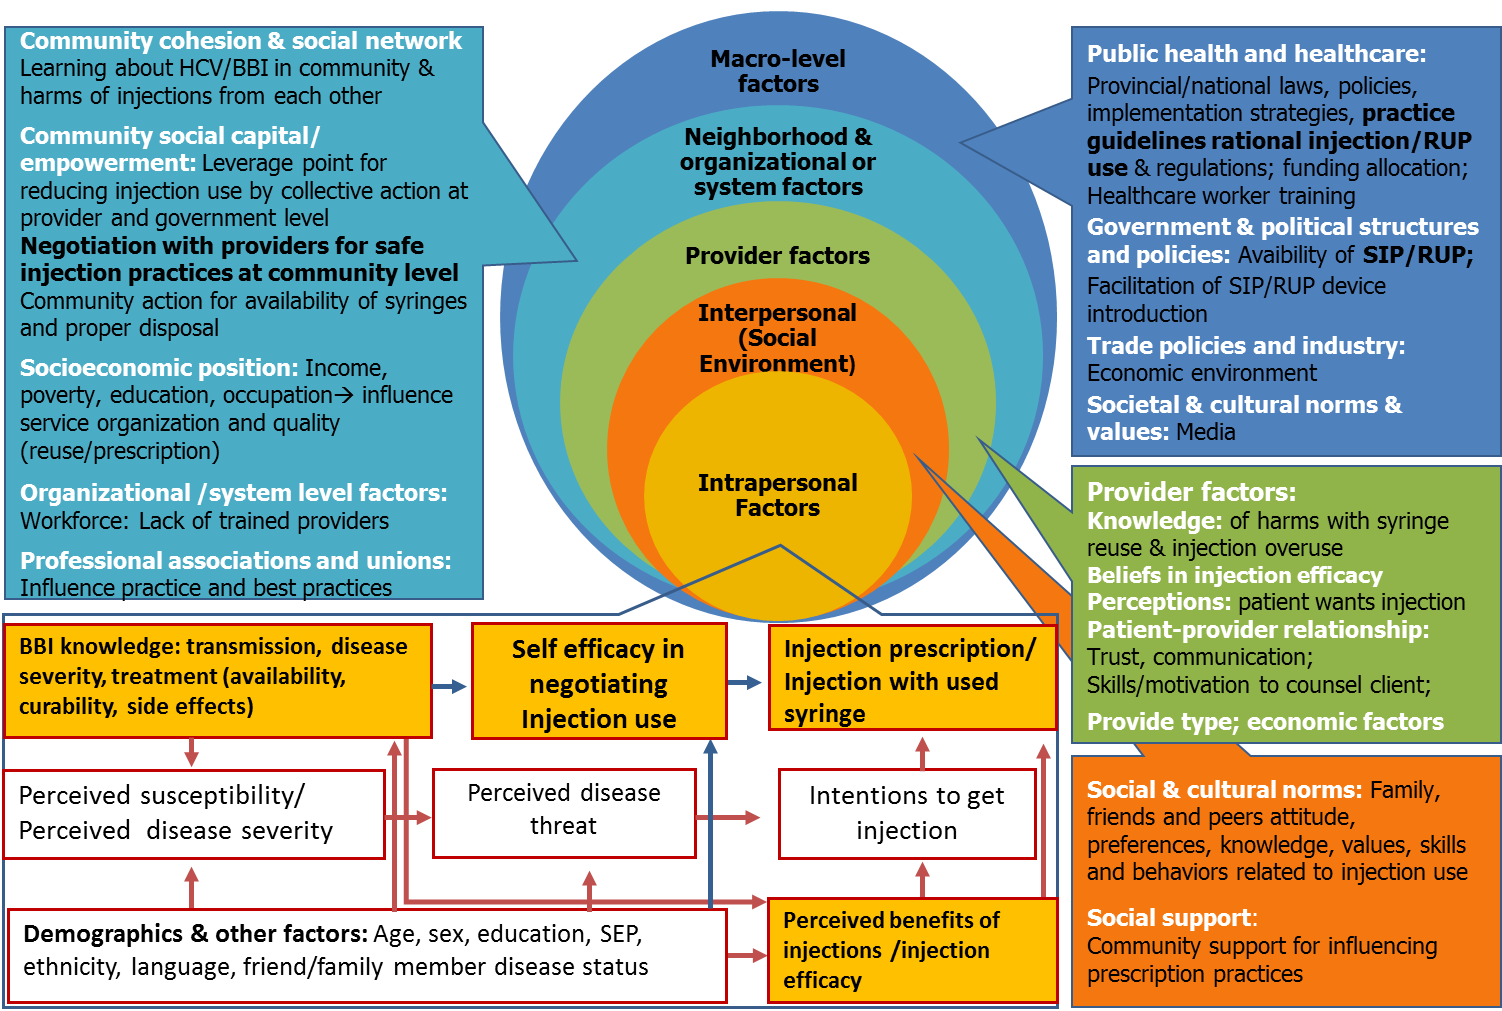 Community cohesion & social network
Learning about HCV/BBI in community &
harms of injections from each other
Community social capital/
empowerment: Leverage point for
reducing injection use by collective action at
provider and government level
Negotiation with providers for safe
injection practices at community level
Community action for availability of syringes
and proper disposal
Socioeconomic position: Income,
poverty, education, occupation→ influence
service organization and quality
(reuse/prescription)
Organizational /system level factors:
Workforce: Lack of trained providers
Professional associations and unions:
Influence practice and best practices
Macro-level
factors
Neighborhood &
organizational or
system factors
Provider factors
Interpersonal
(Social
Environment)
Intrapersonal
Factors
Public health and healthcare:
Provincial/national laws, policies,
implementation strategies, practice
guidelines rational injection/RUP
use & regulations; funding allocation;
Healthcare worker training
Government & political structures
and policies: Avaibility of SIP/RUP;
Facilitation of SIP/RUP device
introduction
Trade policies and industry:
Economic environment
Societal & cultural norms &
values: Media
Provider factors:
Knowledge: of harms with syringe
reuse & injection overuse
Beliefs in injection efficacy
Perceptions: patient wants injection
Patient-provider relationship:
Trust, communication;
Skills/motivation to counsel client;
Provide type; economic factors
Social & cultural norms: Family,
friends and peers attitude,
preferences, knowledge, values, skills
and behaviors related to injection use
Social support:
Community support for influencing
prescription practices
BBI knowledge: transmission, disease
severity, treatment (availability,
curability, side effects)
Self efficacy in
negotiating
Injection use
Injection prescription/
Injection with used
syringe
Perceived susceptibility/
Perceived disease severity
Perceived disease
threat
Intentions to get
injection
Demographics & other factors: Age, sex, education, SEP,
ethnicity, language, friend/family member disease status
Perceived benefits of
injections /injection
efficacy